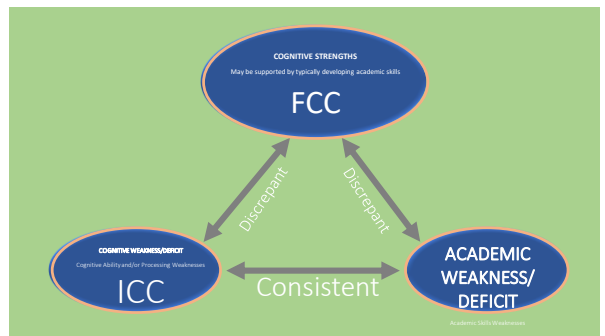 COGNITIVE STRENGTHS
May be supported by typically developing academic skills
FCC
Discrepant
Discrepant
COGNITIVE WEAKNESS/DEFICIT
Cognitive Ability and/or Processing Weaknesses
ICC
Consistent
ACADEMIC
WEAKNESS/
DEFICIT
Academic Skills Weaknesses